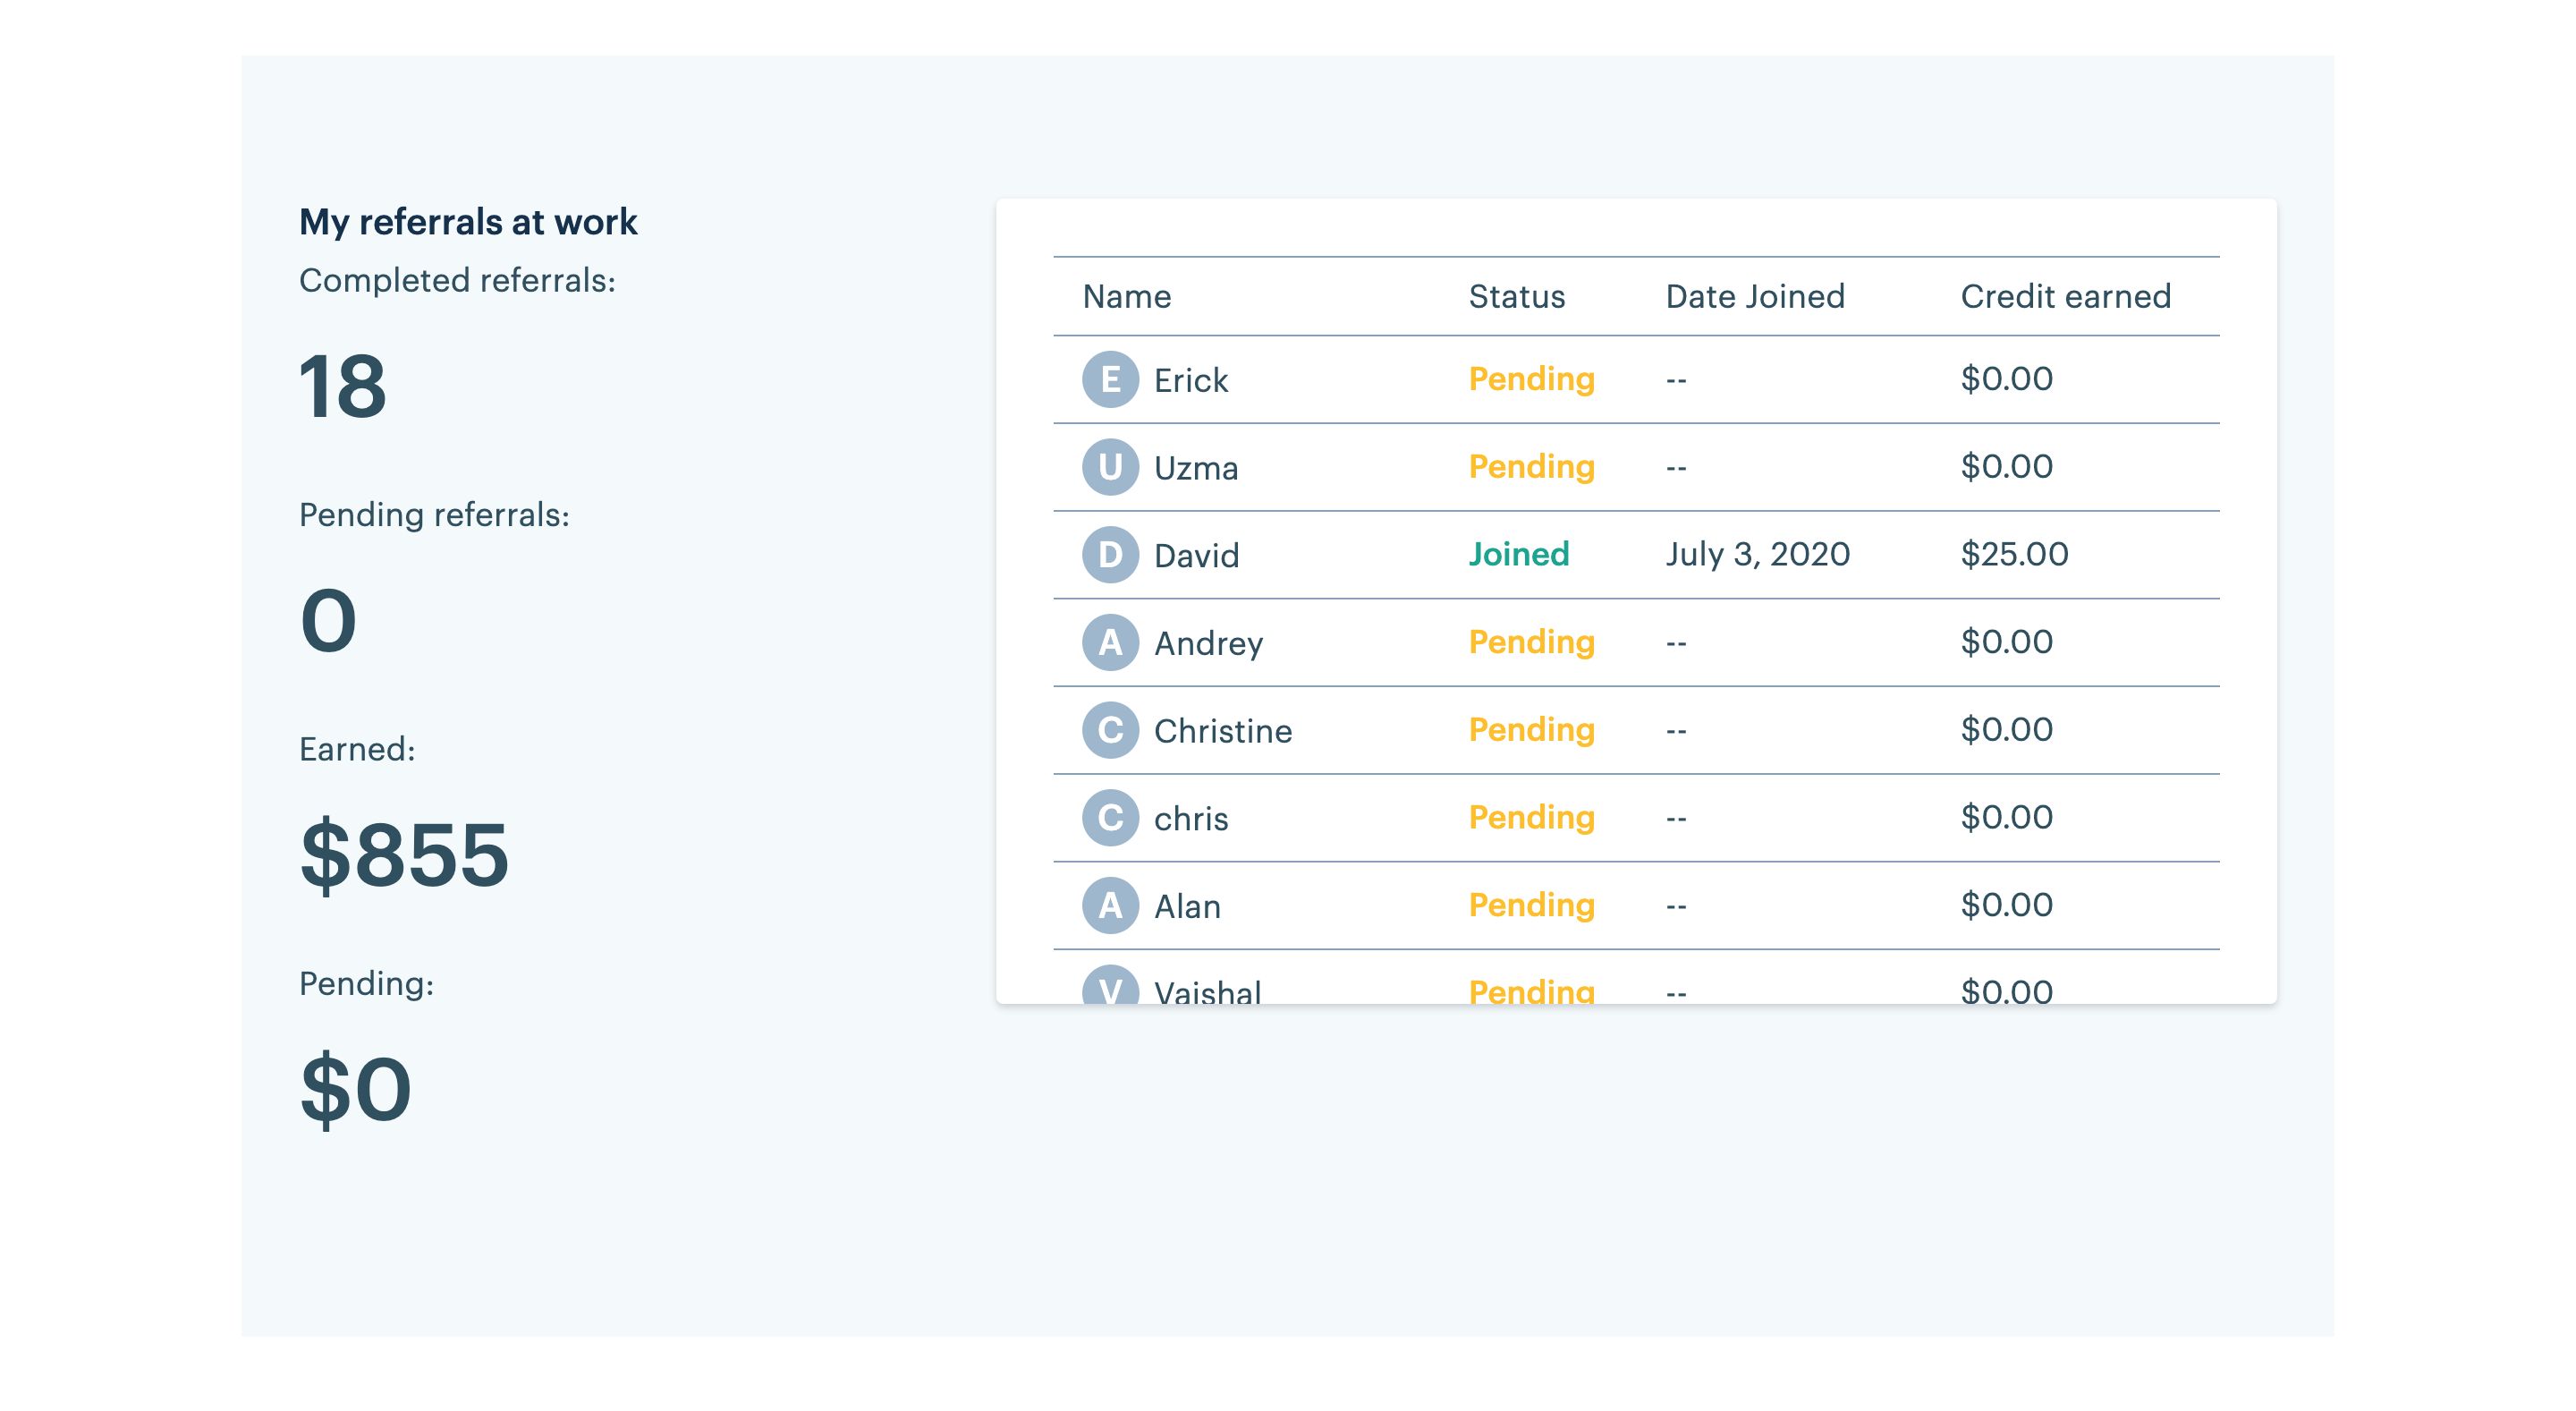 My referrals at work
Completed referrals:
18
Pending referrals:
0
Earned:
$855
Pending:
$0
Name Status Date Joined Credit earned
E Erick Pending -- $0.00
U Uzma Pending -- $0.00
D David Joined July 3, 2020 $25.00
A Andrey Pending -- $0.00
C Christine Pending -- $0.00
C chris Pending -- $0.00
A Alan Pending -- $0.00
V Vaishal Pending -- $0.00